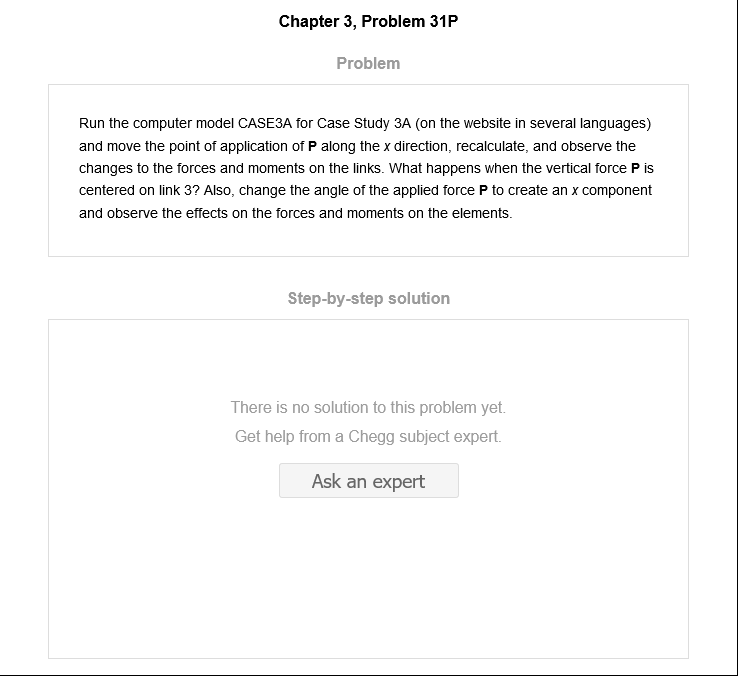 Chapter 3, Problem 31P
Problem
Run the computer model CASE3A for Case Study 3A (on the website in several languages)
and move the point of application of P along the x direction, recalculate, and observe the
changes to the forces and moments on the links. What happens when the vertical force P is
centered on link 3? Also, change the angle of the applied force P to create an x component
and observe the effects on the forces and moments on the elements.
Step-by-step solution
There is no solution to this problem yet.
Get help from a Chegg subject expert.
Ask an expert